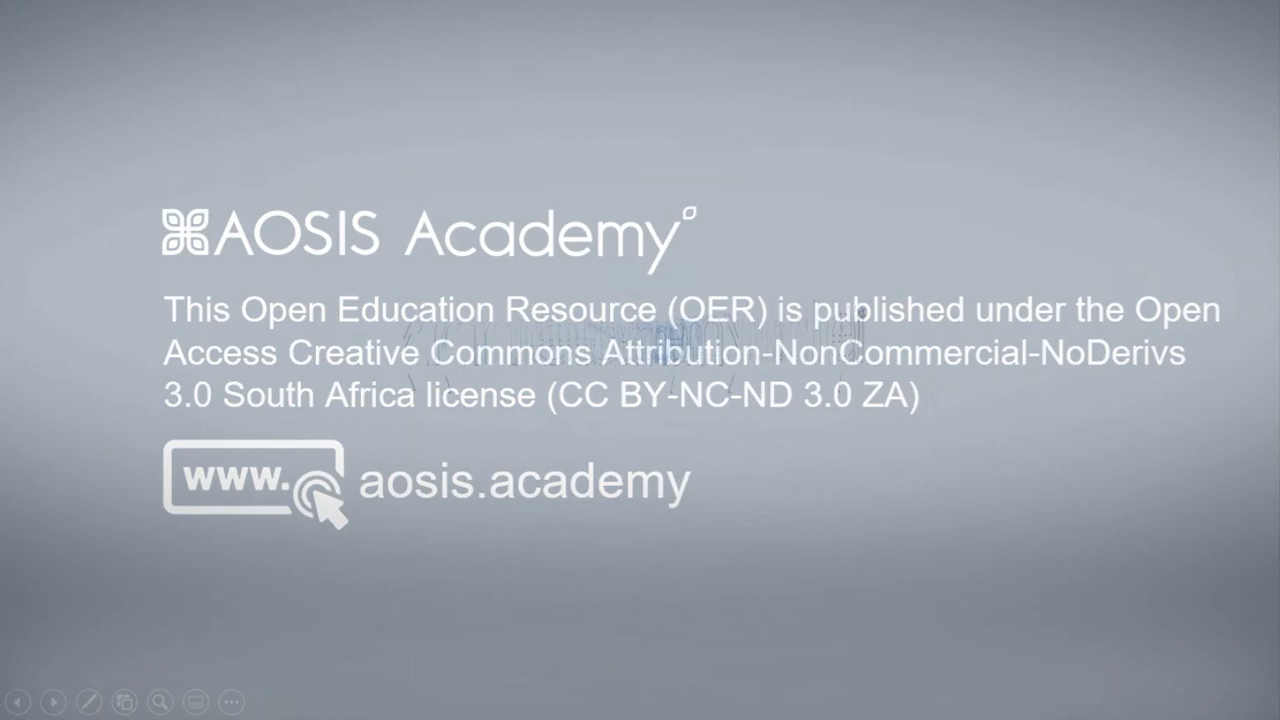 AOSIS Academy
This Open Education Resource (OER) is published under the Open
Access Creative Commons Attribution-NonCommercial-NoDerivs
3.0 South Africa license (CC BY-NC-ND 3.0 ZA)
www. aosis.academy